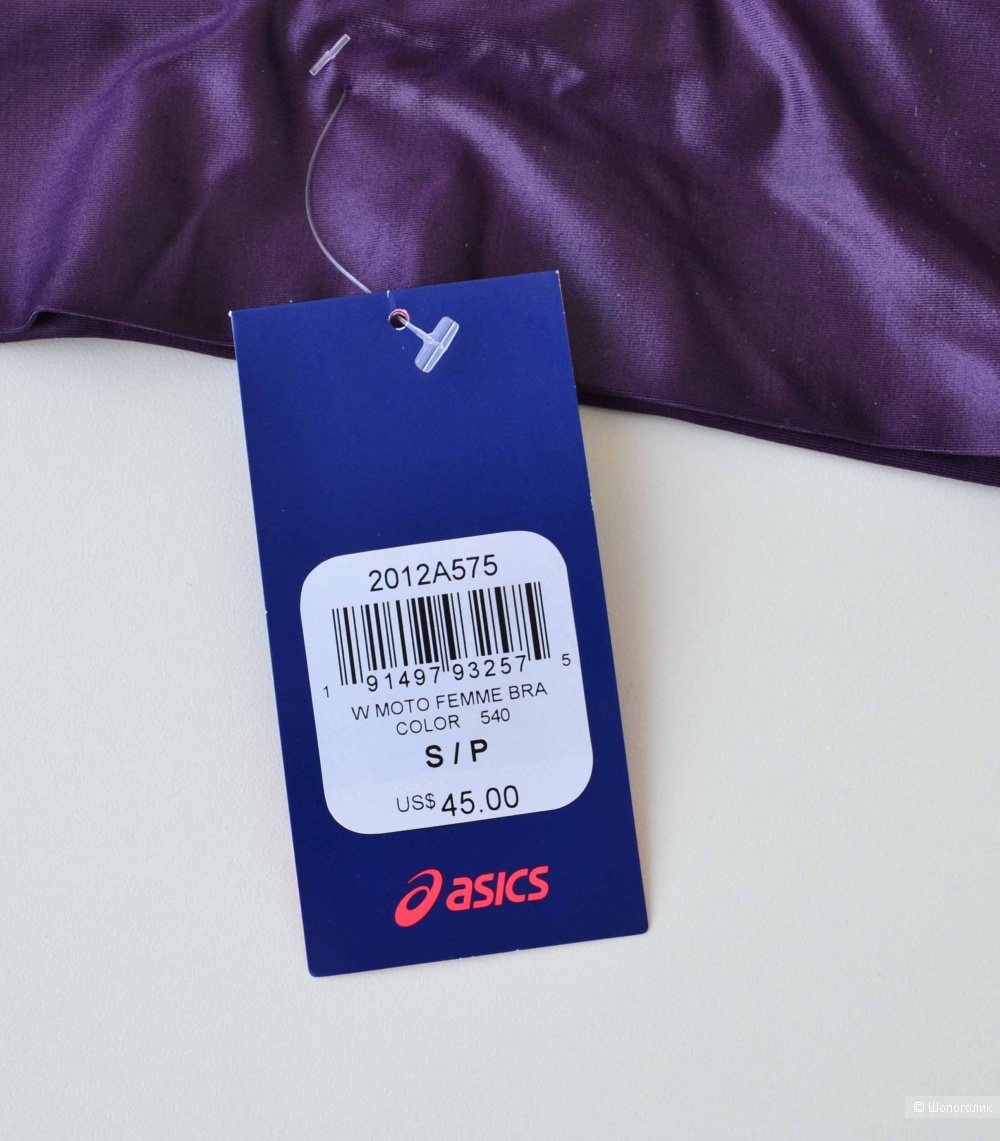 2012A575
1 91497 93257 5
W MOTO FEMME BRA
COLOR 540
S / P
US$ 45.00
asics
© Шопоголик